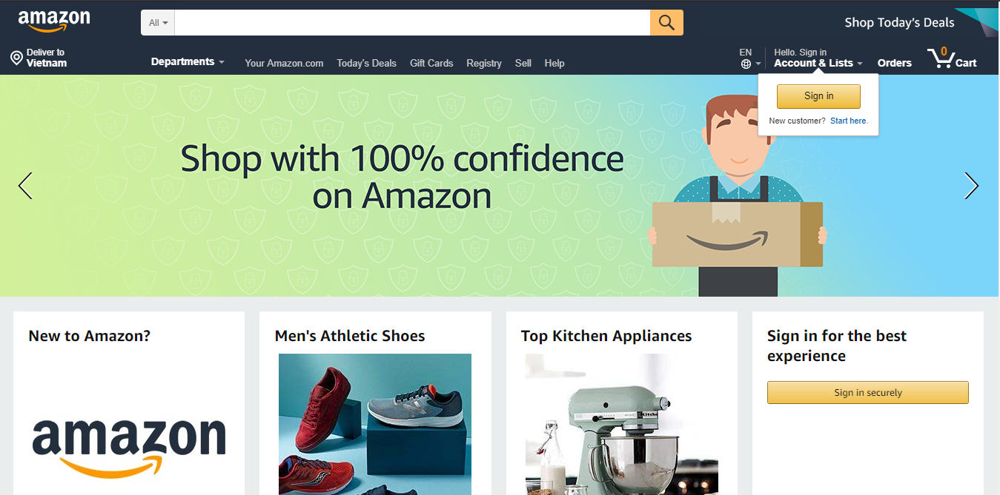 amazon
All
Shop Today's Deals
Deliver to
Vietnam
Departments
Your Amazon.com
Today's Deals
Gift Cards
Registry
Sell
Help
EN
Hello. Sign in
Account & Lists
Orders
0
Cart
Sign in
New customer? Start here.
Shop with 100% confidence
on Amazon
New to Amazon?
amazon
Men's Athletic Shoes
Top Kitchen Appliances
KitchenAid
Sign in for the best
experience
Sign in securely